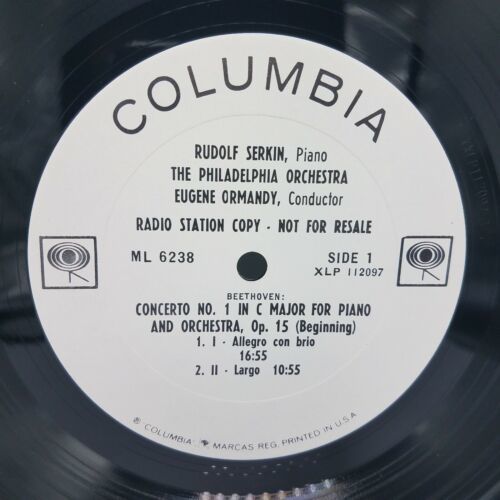 COLUMBIA
RUDOLF SERKIN, Piano
THE PHILADELPHIA ORCHESTRA
EUGENE ORMANDY, Conductor
RADIO STATION COPY - NOT FOR RESALE
ML 6238 SIDE 1
XLP 112097
BEETHOVEN:
CONCERTO NO. 1 IN C MAJOR FOR PIANO
AND ORCHESTRA, Op. 15 (Beginning)
1. I - Allegro con brio
16:55
2. II - Largo 10:55
® "COLUMBIA" MARCAS REG. PRINTED IN U.S.A.